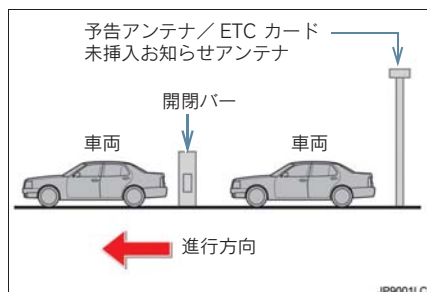 予告アンテナ／ETC カード
未挿入お知らせアンテナ
開閉バー
車両
車両
進行方向
JP9001LC